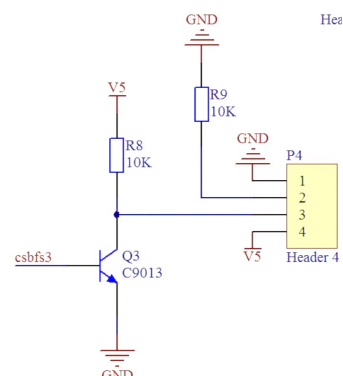 GND
Hea
V5
R9
10K
R8
10K
GND
P4
1
2
3
4
V5
Header 4
csbfs3
Q3
C9013
GND